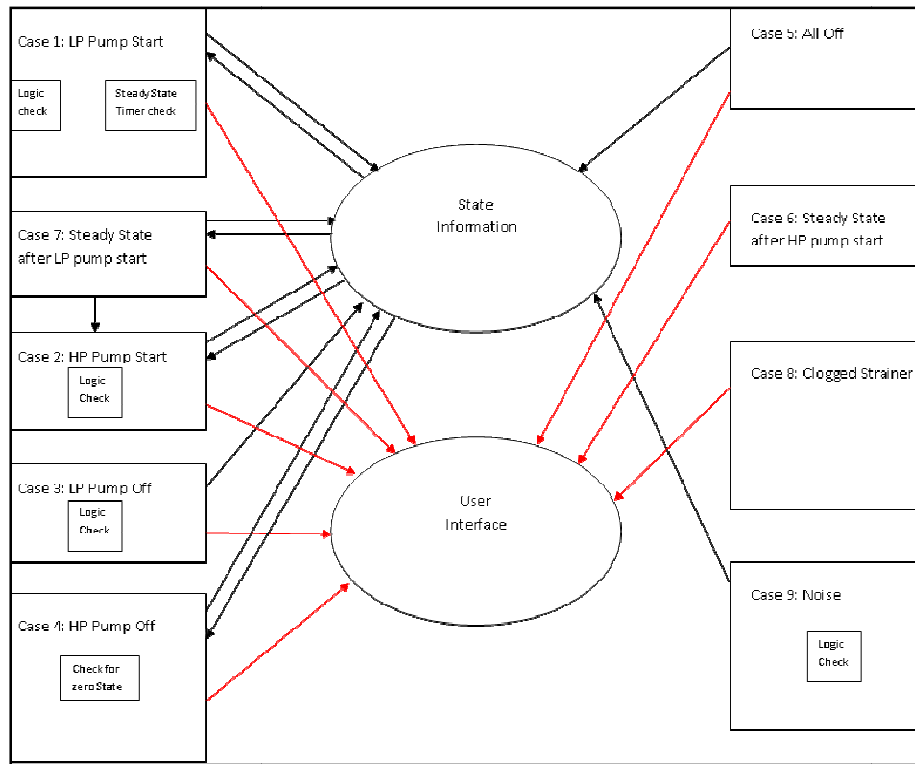 Case 1: LP Pump Start
Logic
check
Steady State
Timer check
Case 7: Steady State
after LP pump start
Case 2: HP Pump Start
Logic
Check
Case 3: LP Pump Off
Logic
Check
Case 4: HP Pump Off
Check for
zero State
State
Information
User
Interface
Case 5: All Off
Case 6: Steady State
after HP pump start
Case 8: Clogged Strainer
Case 9: Noise
Logic
Check